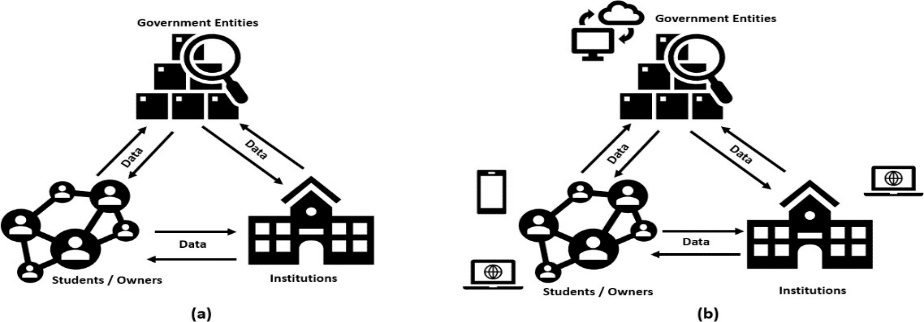 Government Entities
Data
Data
Data
Students / Owners
Institutions
(a)
Government Entities
Data
Data
Data
Students / Owners
Institutions
(b)